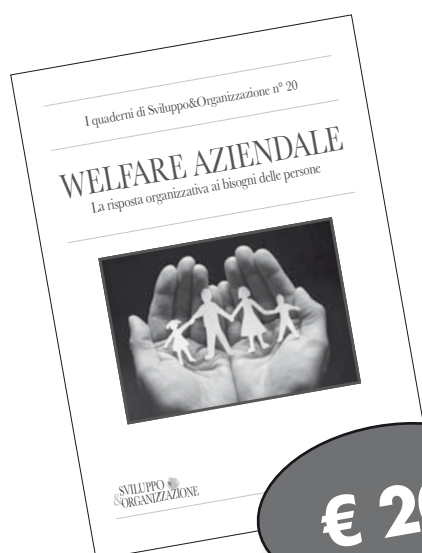 I quaderni di Sviluppo&Organizzazione n° 20
WELFARE AZIENDALE
La risposta organizzativa ai bisogni delle persone
SVILUPPO
&ORGANIZZAZIONE
€ 20